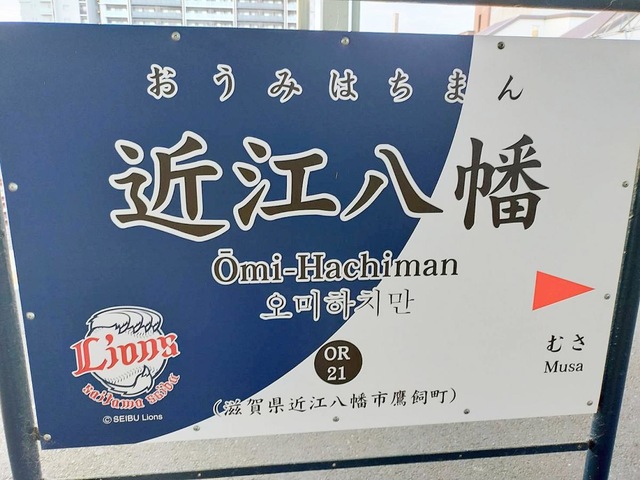 おうみはちまん
近江八幡
Ōmi-Hachiman
오미하치만
むさ
Musa
OR
21
Lions
Saitama SEIBU
© SEIBU Lions
(滋賀県近江八幡市鷹飼町)